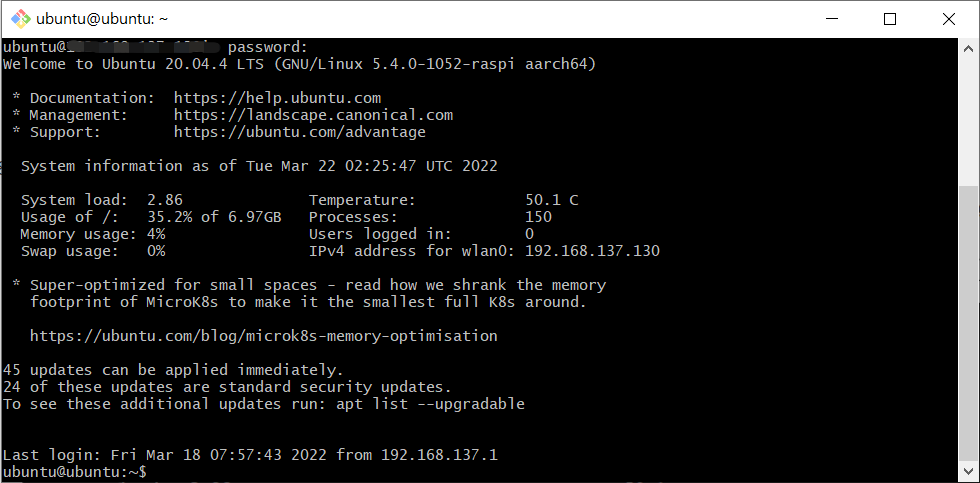 ubuntu@ubuntu: ~
ubuntu@ password:
Welcome to Ubuntu 20.04.4 LTS (GNU/Linux 5.4.0-1052-raspi aarch64)
* Documentation: https://help.ubuntu.com
* Management: https://landscape.canonical.com
* Support: https://ubuntu.com/advantage
System information as of Tue Mar 22 02:25:47 UTC 2022
System load: 2.86 Temperature: 50.1 C
Usage of /: 35.2% of 6.97GB Processes: 150
Memory usage: 4% Users logged in: 0
Swap usage: 0% IPv4 address for wlan0: 192.168.137.130
* Super-optimized for small spaces - read how we shrank the memory
footprint of MicroK8s to make it the smallest full K8s around.
https://ubuntu.com/blog/microk8s-memory-optimisation
45 updates can be applied immediately.
24 of these updates are standard security updates.
To see these additional updates run: apt list --upgradable
Last login: Fri Mar 18 07:57:43 2022 from 192.168.137.1
ubuntu@ubuntu:~$